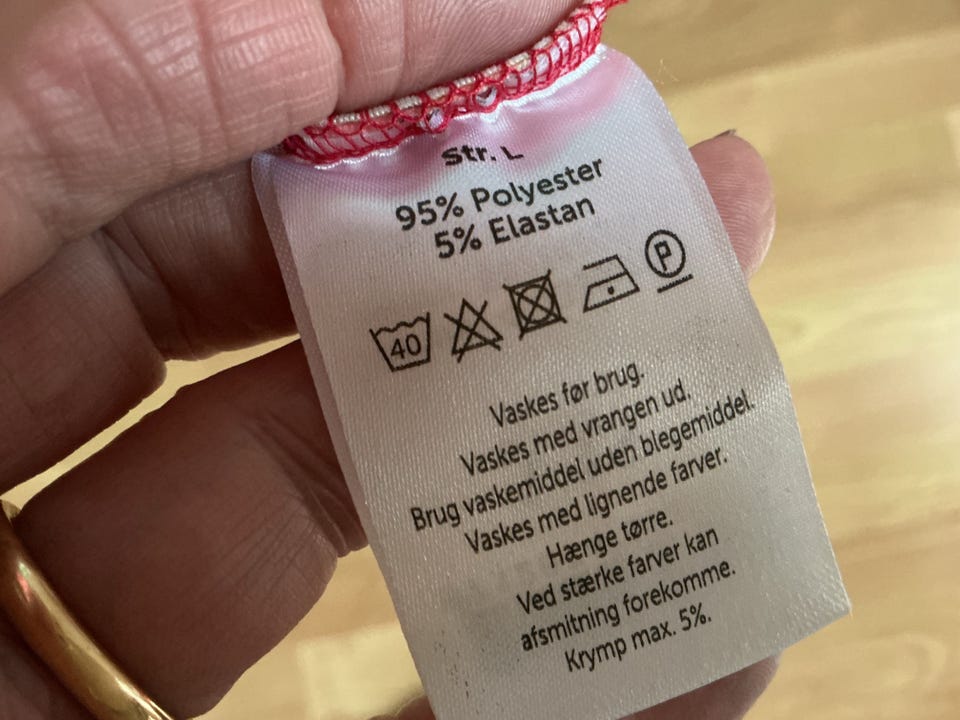 Str. L
95% Polyester
5% Elastan
40 P
Vaskes før brug.
Vaskes med vrangen ud.
Brug vaskemiddel uden blegemiddel.
Vaskes med lignende farver.
Hænge tørre.
Ved stærke farver kan
afsmitning forekomme.
Krymp max. 5%.